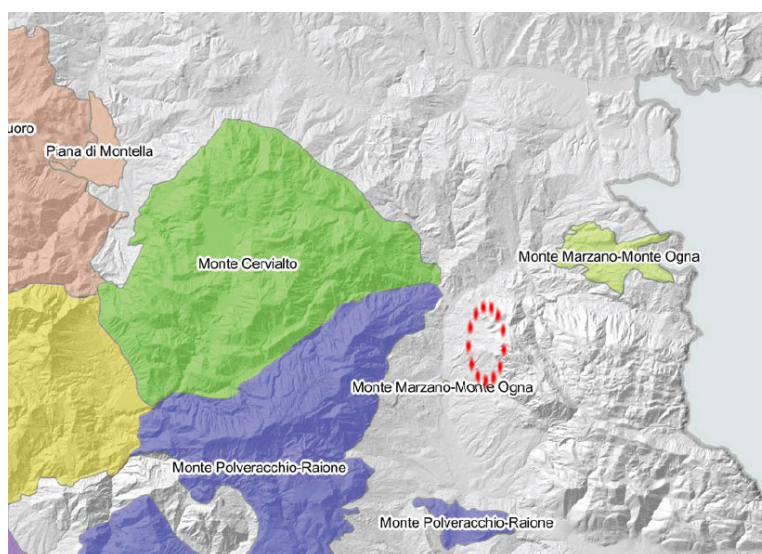 uoro
Piana di Montella
Monte Cervialto
Monte Marzano-Monte Ogna
Monte Marzano-Monte Ogna
Monte Polveracchio-Raione
Monte Polveracchio-Raione